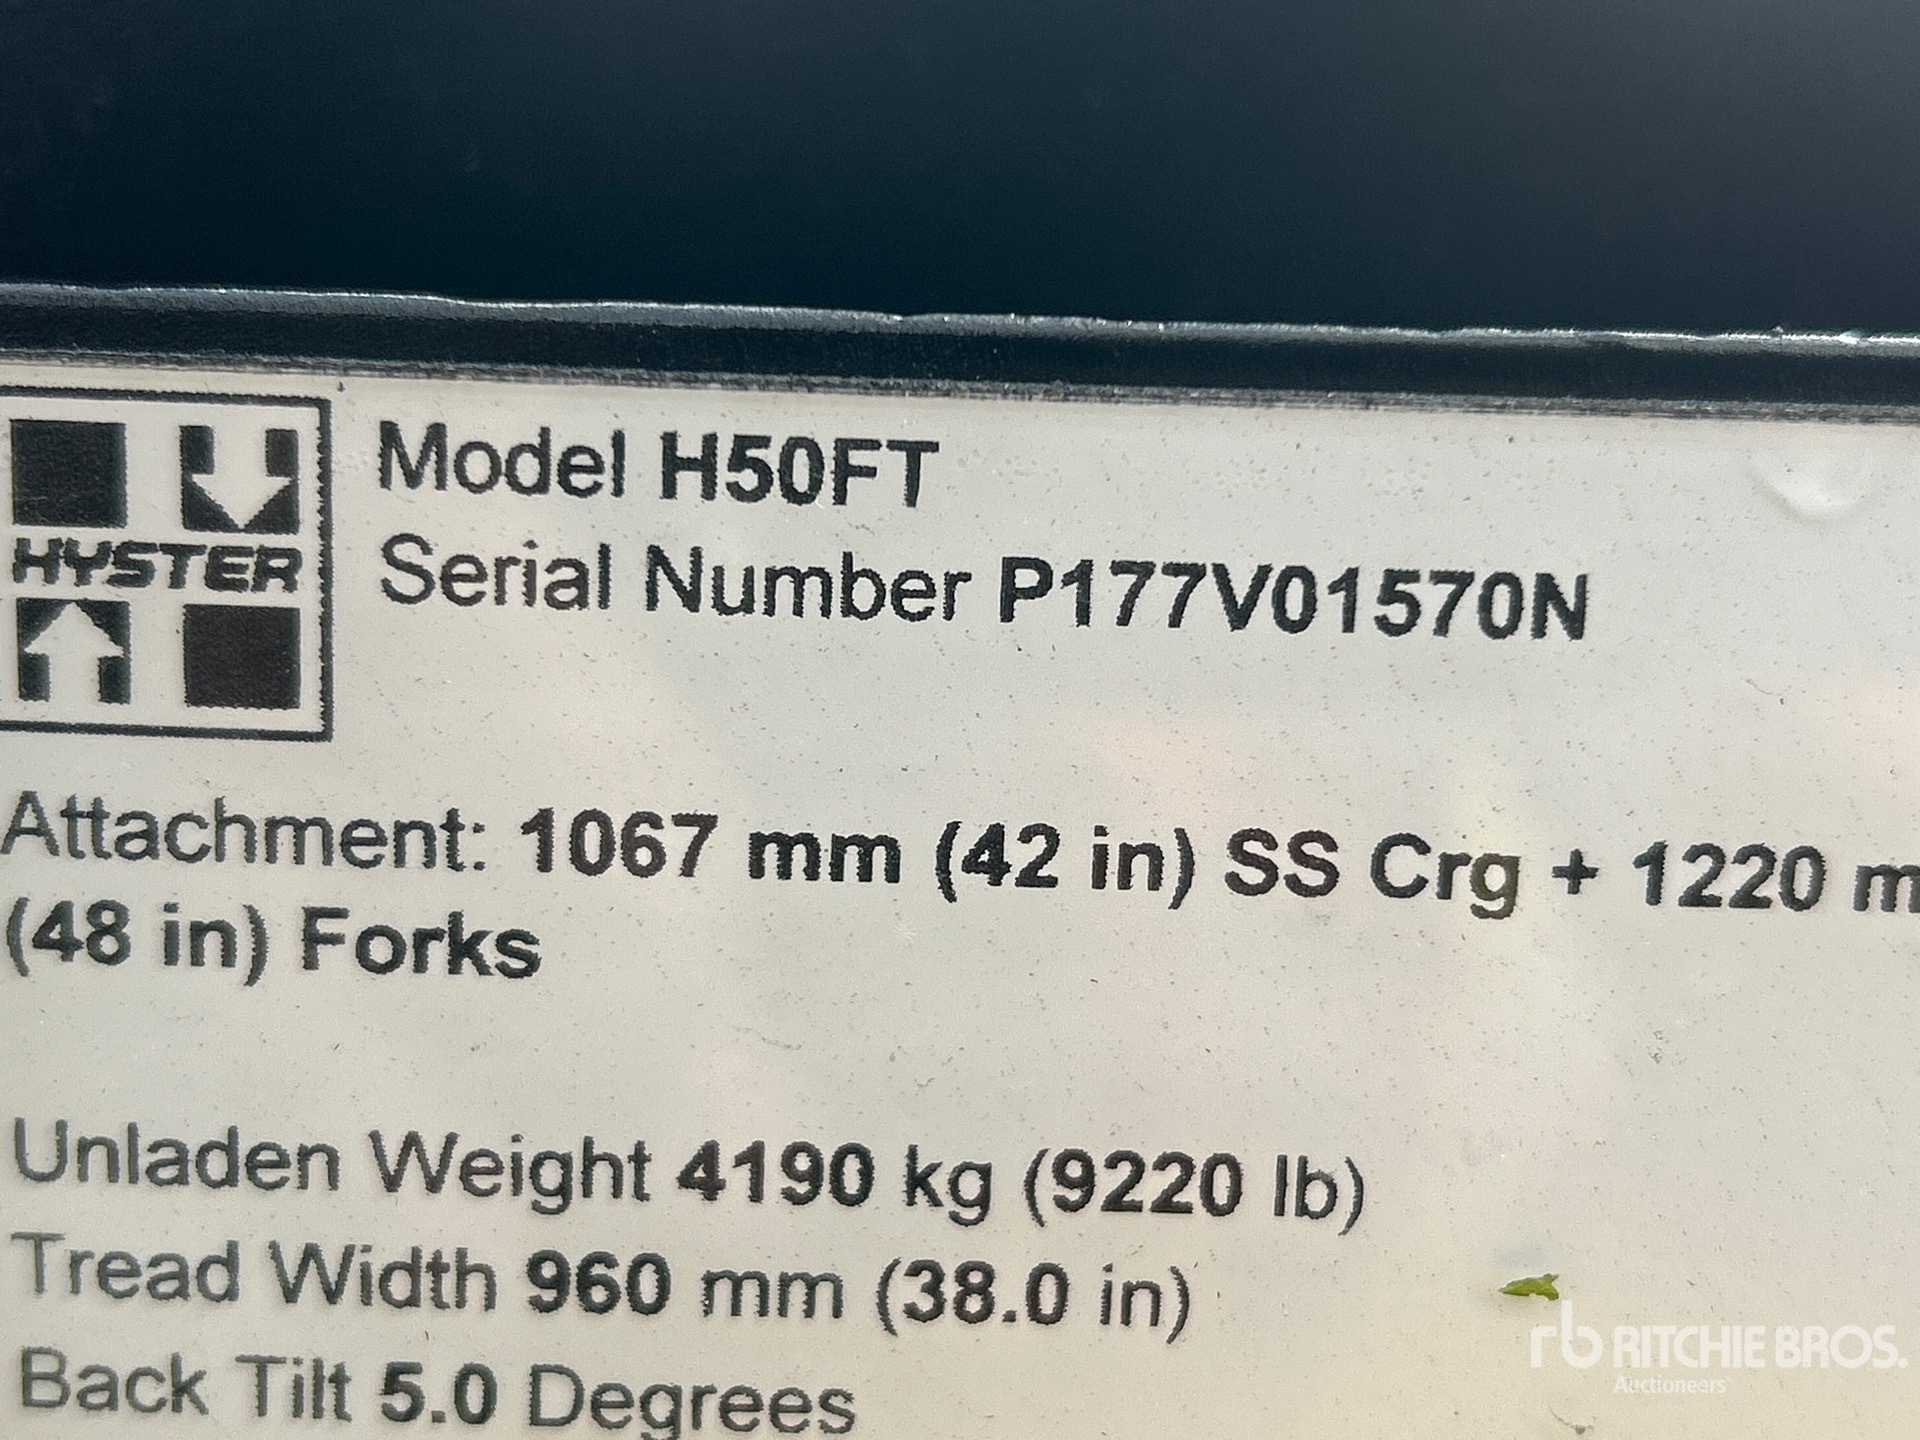 Model H50FT
HYSTER
Serial Number P177V01570N
Attachment: 1067 mm (42 in) SS Crg + 1220 m
(48 in) Forks
Unladen Weight 4190 kg (9220 lb)
Tread Width 960 mm (38.0 in)
Back Tilt 5.0 Degrees
rb RITCHIE BROS.
Auctioneers